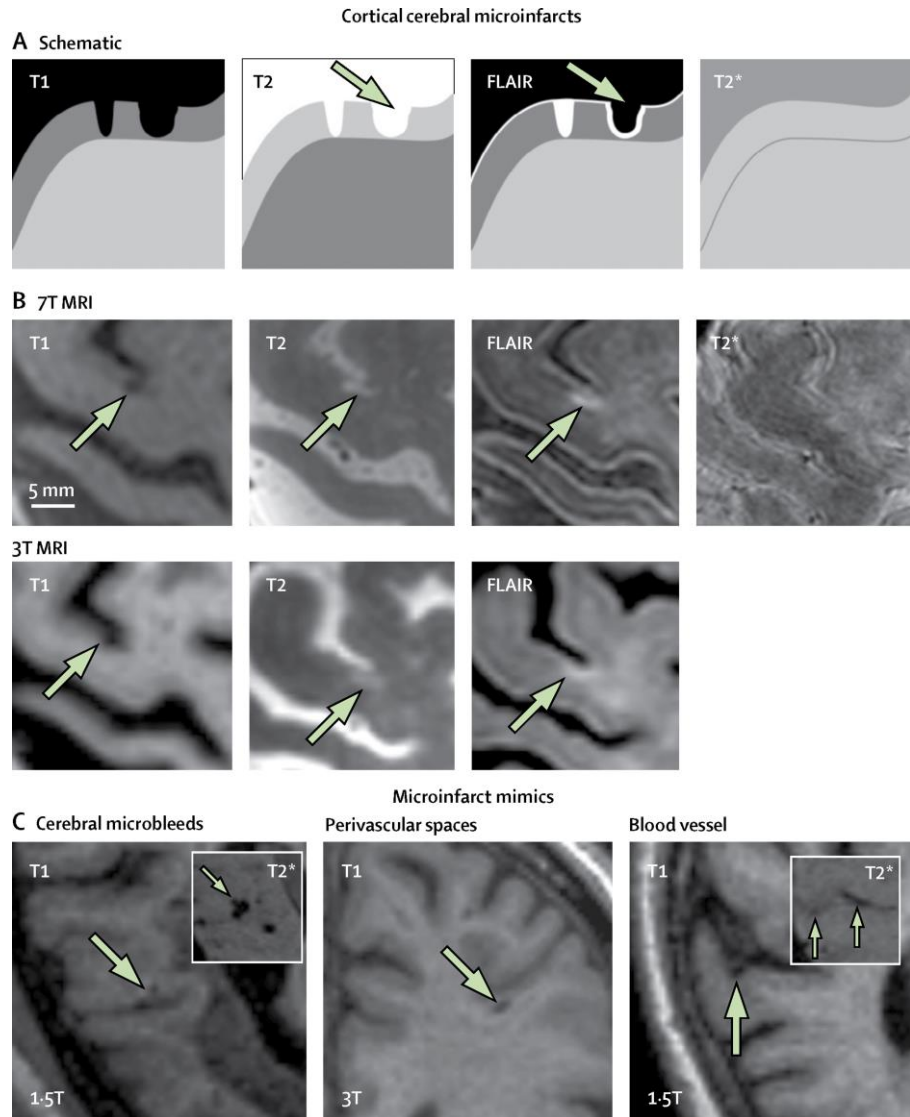 Cortical cerebral microinfarcts
A Schematic
T1
T2
FLAIR
T2*
B 7T MRI
T1
T2
FLAIR
T2*
5 mm
3T MRI
T1
T2
FLAIR
Microinfarct mimics
C Cerebral microbleeds
Perivascular spaces
Blood vessel
T1
T2*
T1
T1
T2*
1·5T
3T
1·5T